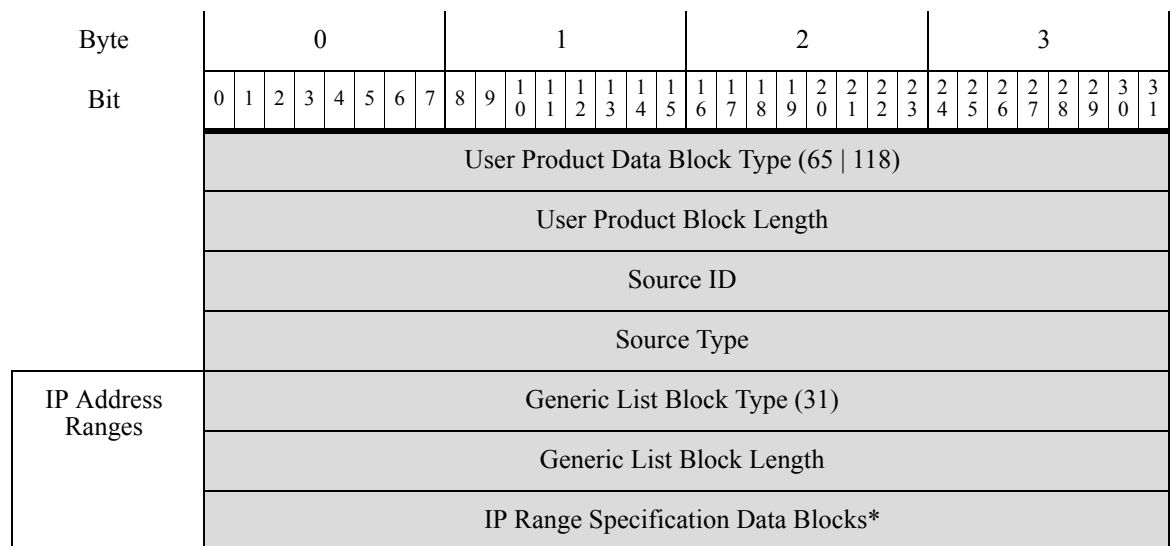 Byte 0 1 2 3
Bit 0 1 2 3 4 5 6 7 8 9 10 11 12 13 14 15 16 17 18 19 20 21 22 23 24 25 26 27 28 29 30 31
User Product Data Block Type (65 | 118)
User Product Block Length
Source ID
Source Type
IP Address
Ranges
Generic List Block Type (31)
Generic List Block Length
IP Range Specification Data Blocks*